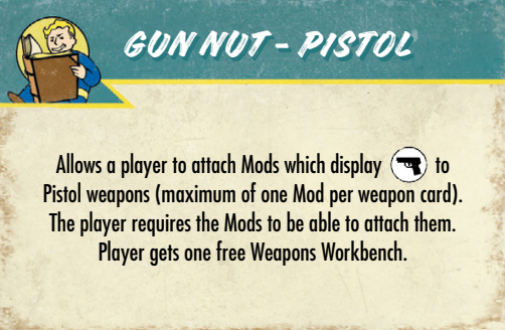 GUN NUT - PISTOL
Allows a player to attach Mods which display to
Pistol weapons (maximum of one Mod per weapon card).
The player requires the Mods to be able to attach them.
Player gets one free Weapons Workbench.